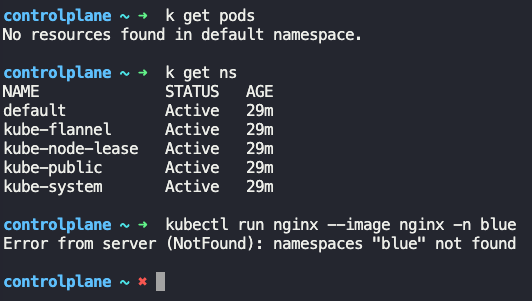 controlplane ~ ➜ k get pods
No resources found in default namespace.
controlplane ~ ➜ k get ns
NAME STATUS AGE
default Active 29m
kube-flannel Active 29m
kube-node-lease Active 29m
kube-public Active 29m
kube-system Active 29m
controlplane ~ ➜ kubectl run nginx --image nginx -n blue
Error from server (NotFound): namespaces "blue" not found
controlplane ~ ✖